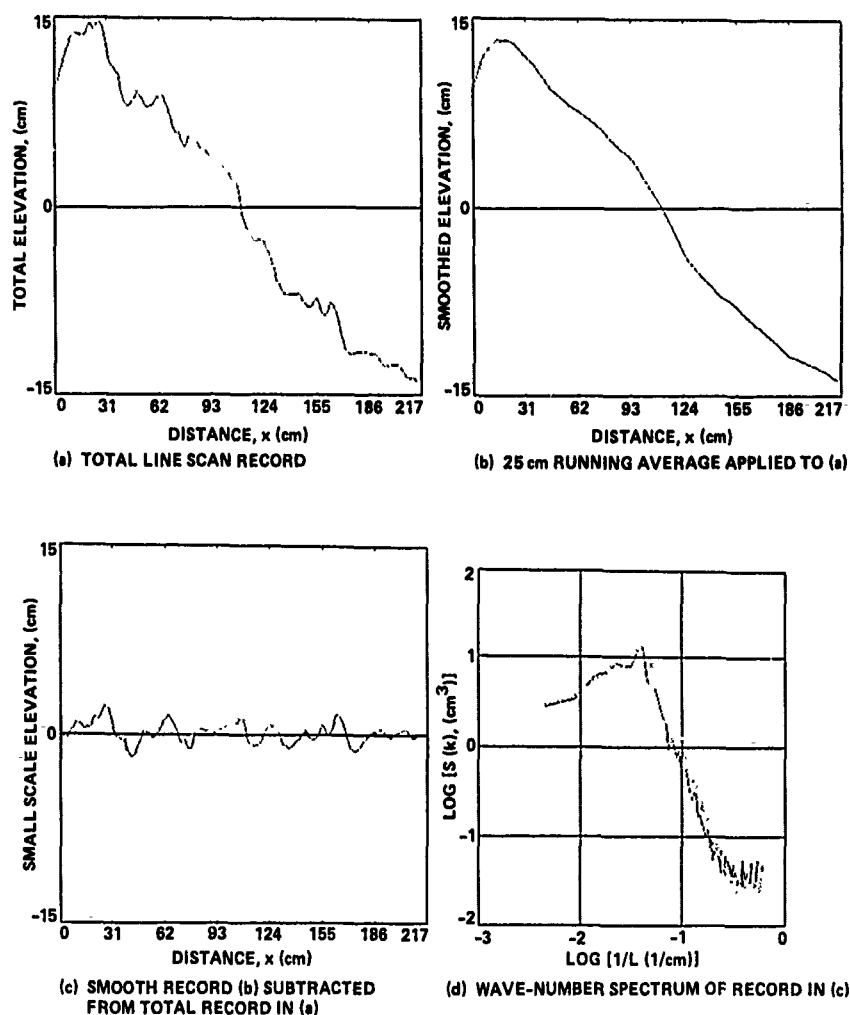 15
0
-15
TOTAL ELEVATION, (cm)
0 31 62 93 124 155 186 217
DISTANCE, x (cm)
(a) TOTAL LINE SCAN RECORD
15
0
-15
SMOOTHED ELEVATION, (cm)
0 31 62 93 124 155 186 217
DISTANCE, x (cm)
(b) 25 cm RUNNING AVERAGE APPLIED TO (a)
15
0
-15
SMALL SCALE ELEVATION, (cm)
0 31 62 93 124 155 186 217
DISTANCE, x (cm)
(c) SMOOTH RECORD (b) SUBTRACTED
FROM TOTAL RECORD IN (a)
2
1
0
-1
-2
LOG [S (k), (cm³)]
-3 -2 -1 0
LOG [1/L (1/cm)]
(d) WAVE-NUMBER SPECTRUM OF RECORD IN (c)